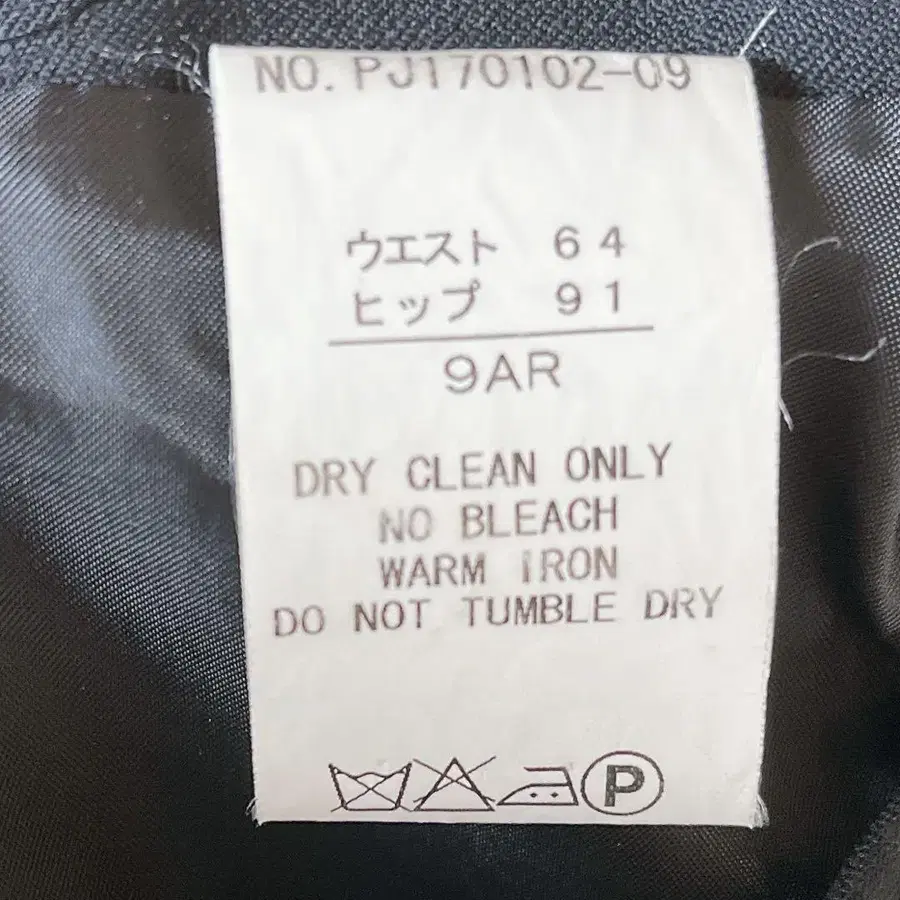 NO. PJ170102-09
ウエスト 64
ヒップ 91
9AR
DRY CLEAN ONLY
NO BLEACH
WARM IRON
DO NOT TUMBLE DRY
P